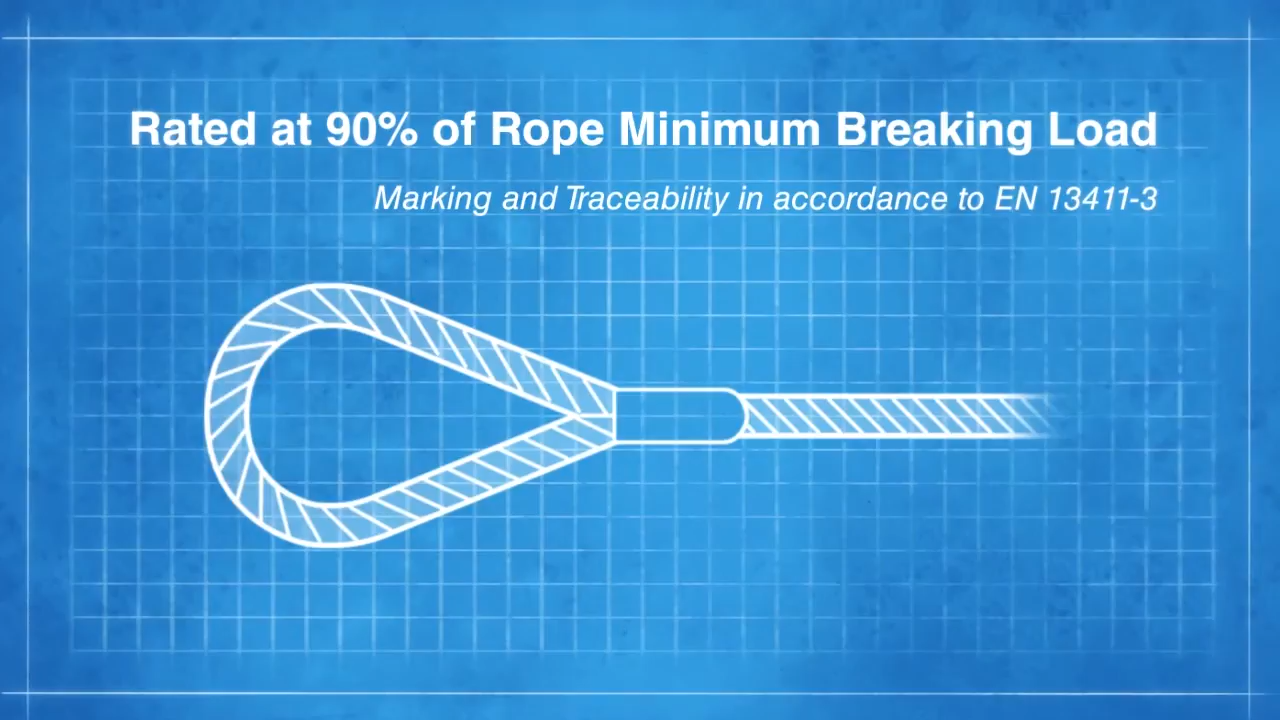 Rated at 90% of Rope Minimum Breaking Load
Marking and Traceability in accordance to EN 13411-3